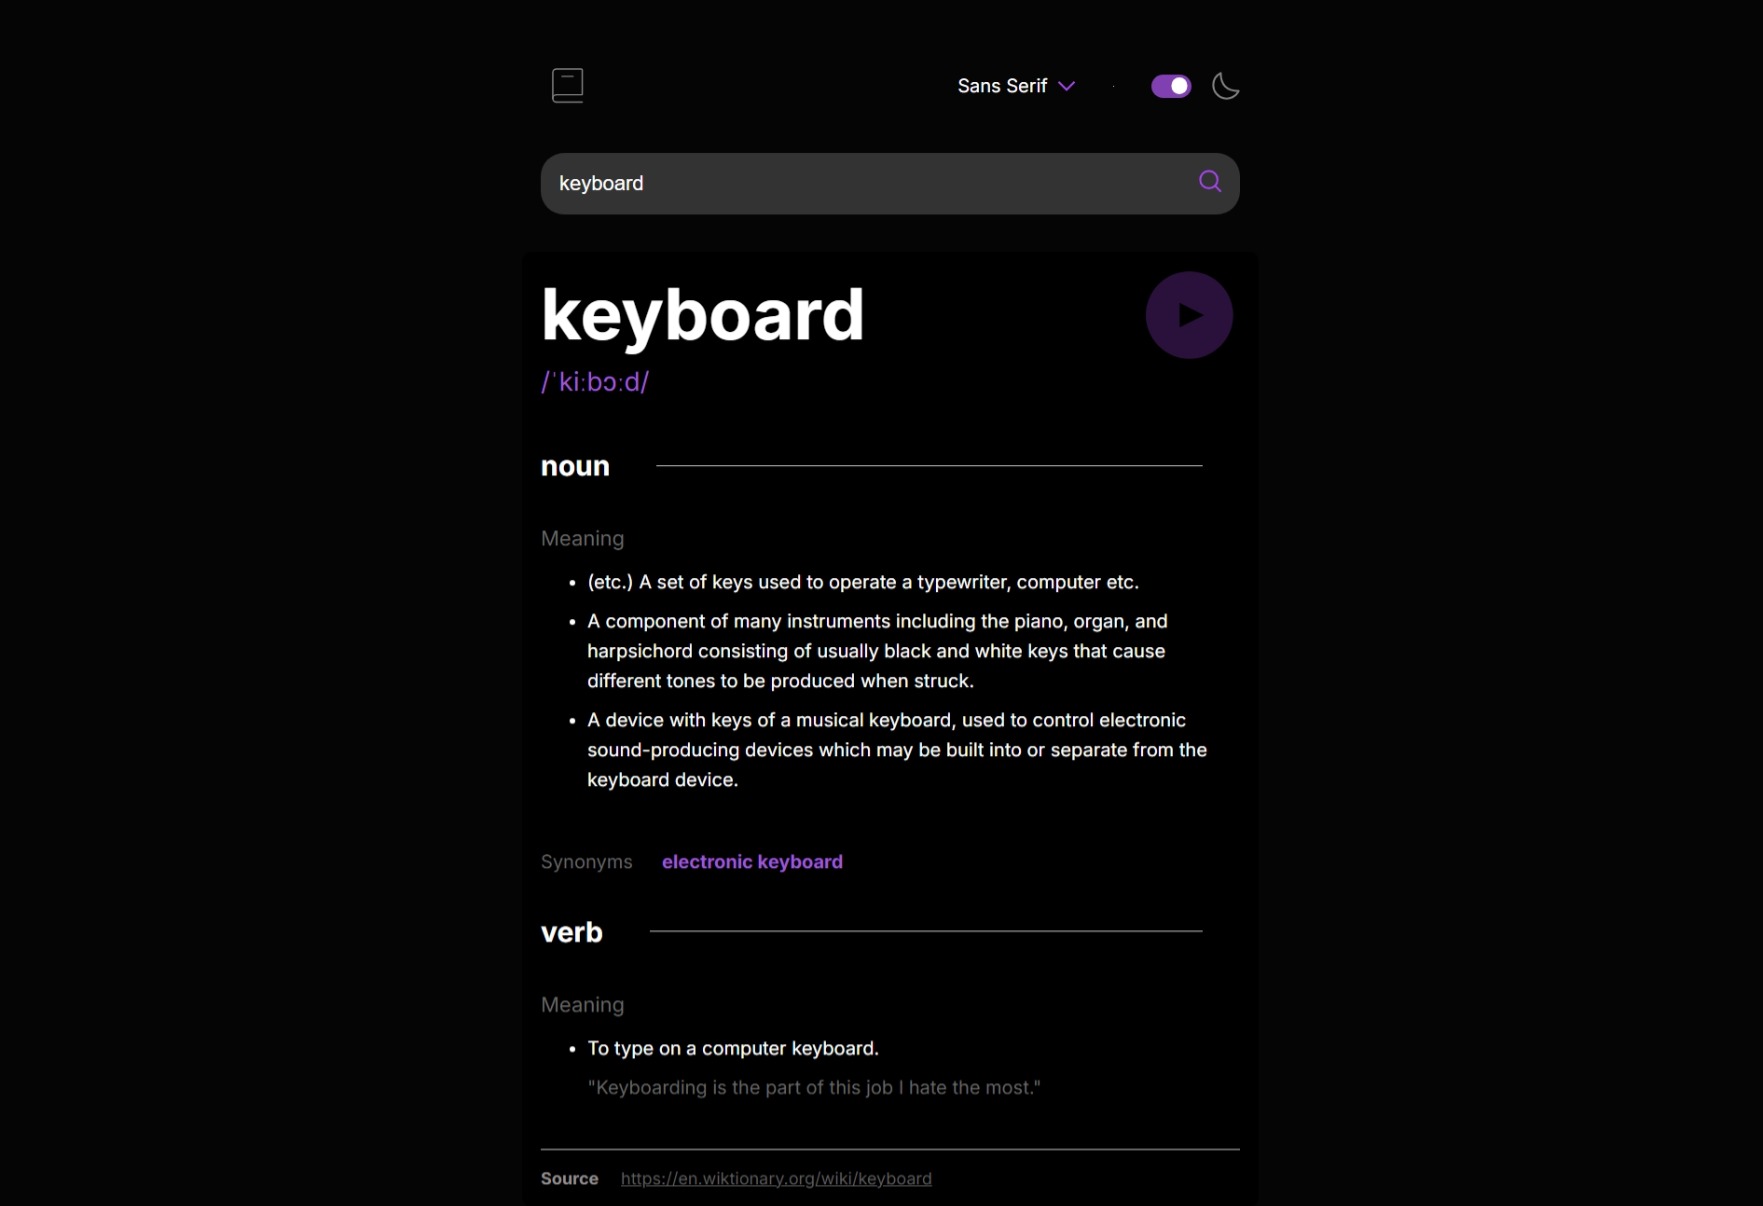 Sans Serif
keyboard
keyboard
/ˈkiːbɔːd/
noun
Meaning
(etc.) A set of keys used to operate a typewriter, computer etc.
A component of many instruments including the piano, organ, and
harpsichord consisting of usually black and white keys that cause
different tones to be produced when struck.
A device with keys of a musical keyboard, used to control electronic
sound-producing devices which may be built into or separate from the
keyboard device.
Synonyms electronic keyboard
verb
Meaning
To type on a computer keyboard.
"Keyboarding is the part of this job I hate the most."
Source https://en.wiktionary.org/wiki/keyboard